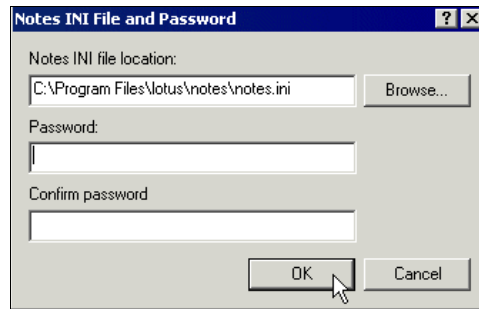 Notes INI File and Password
Notes INI file location:
C:\Program Files\lotus\notes\notes.ini
Browse...
Password:
Confirm password
OK
Cancel